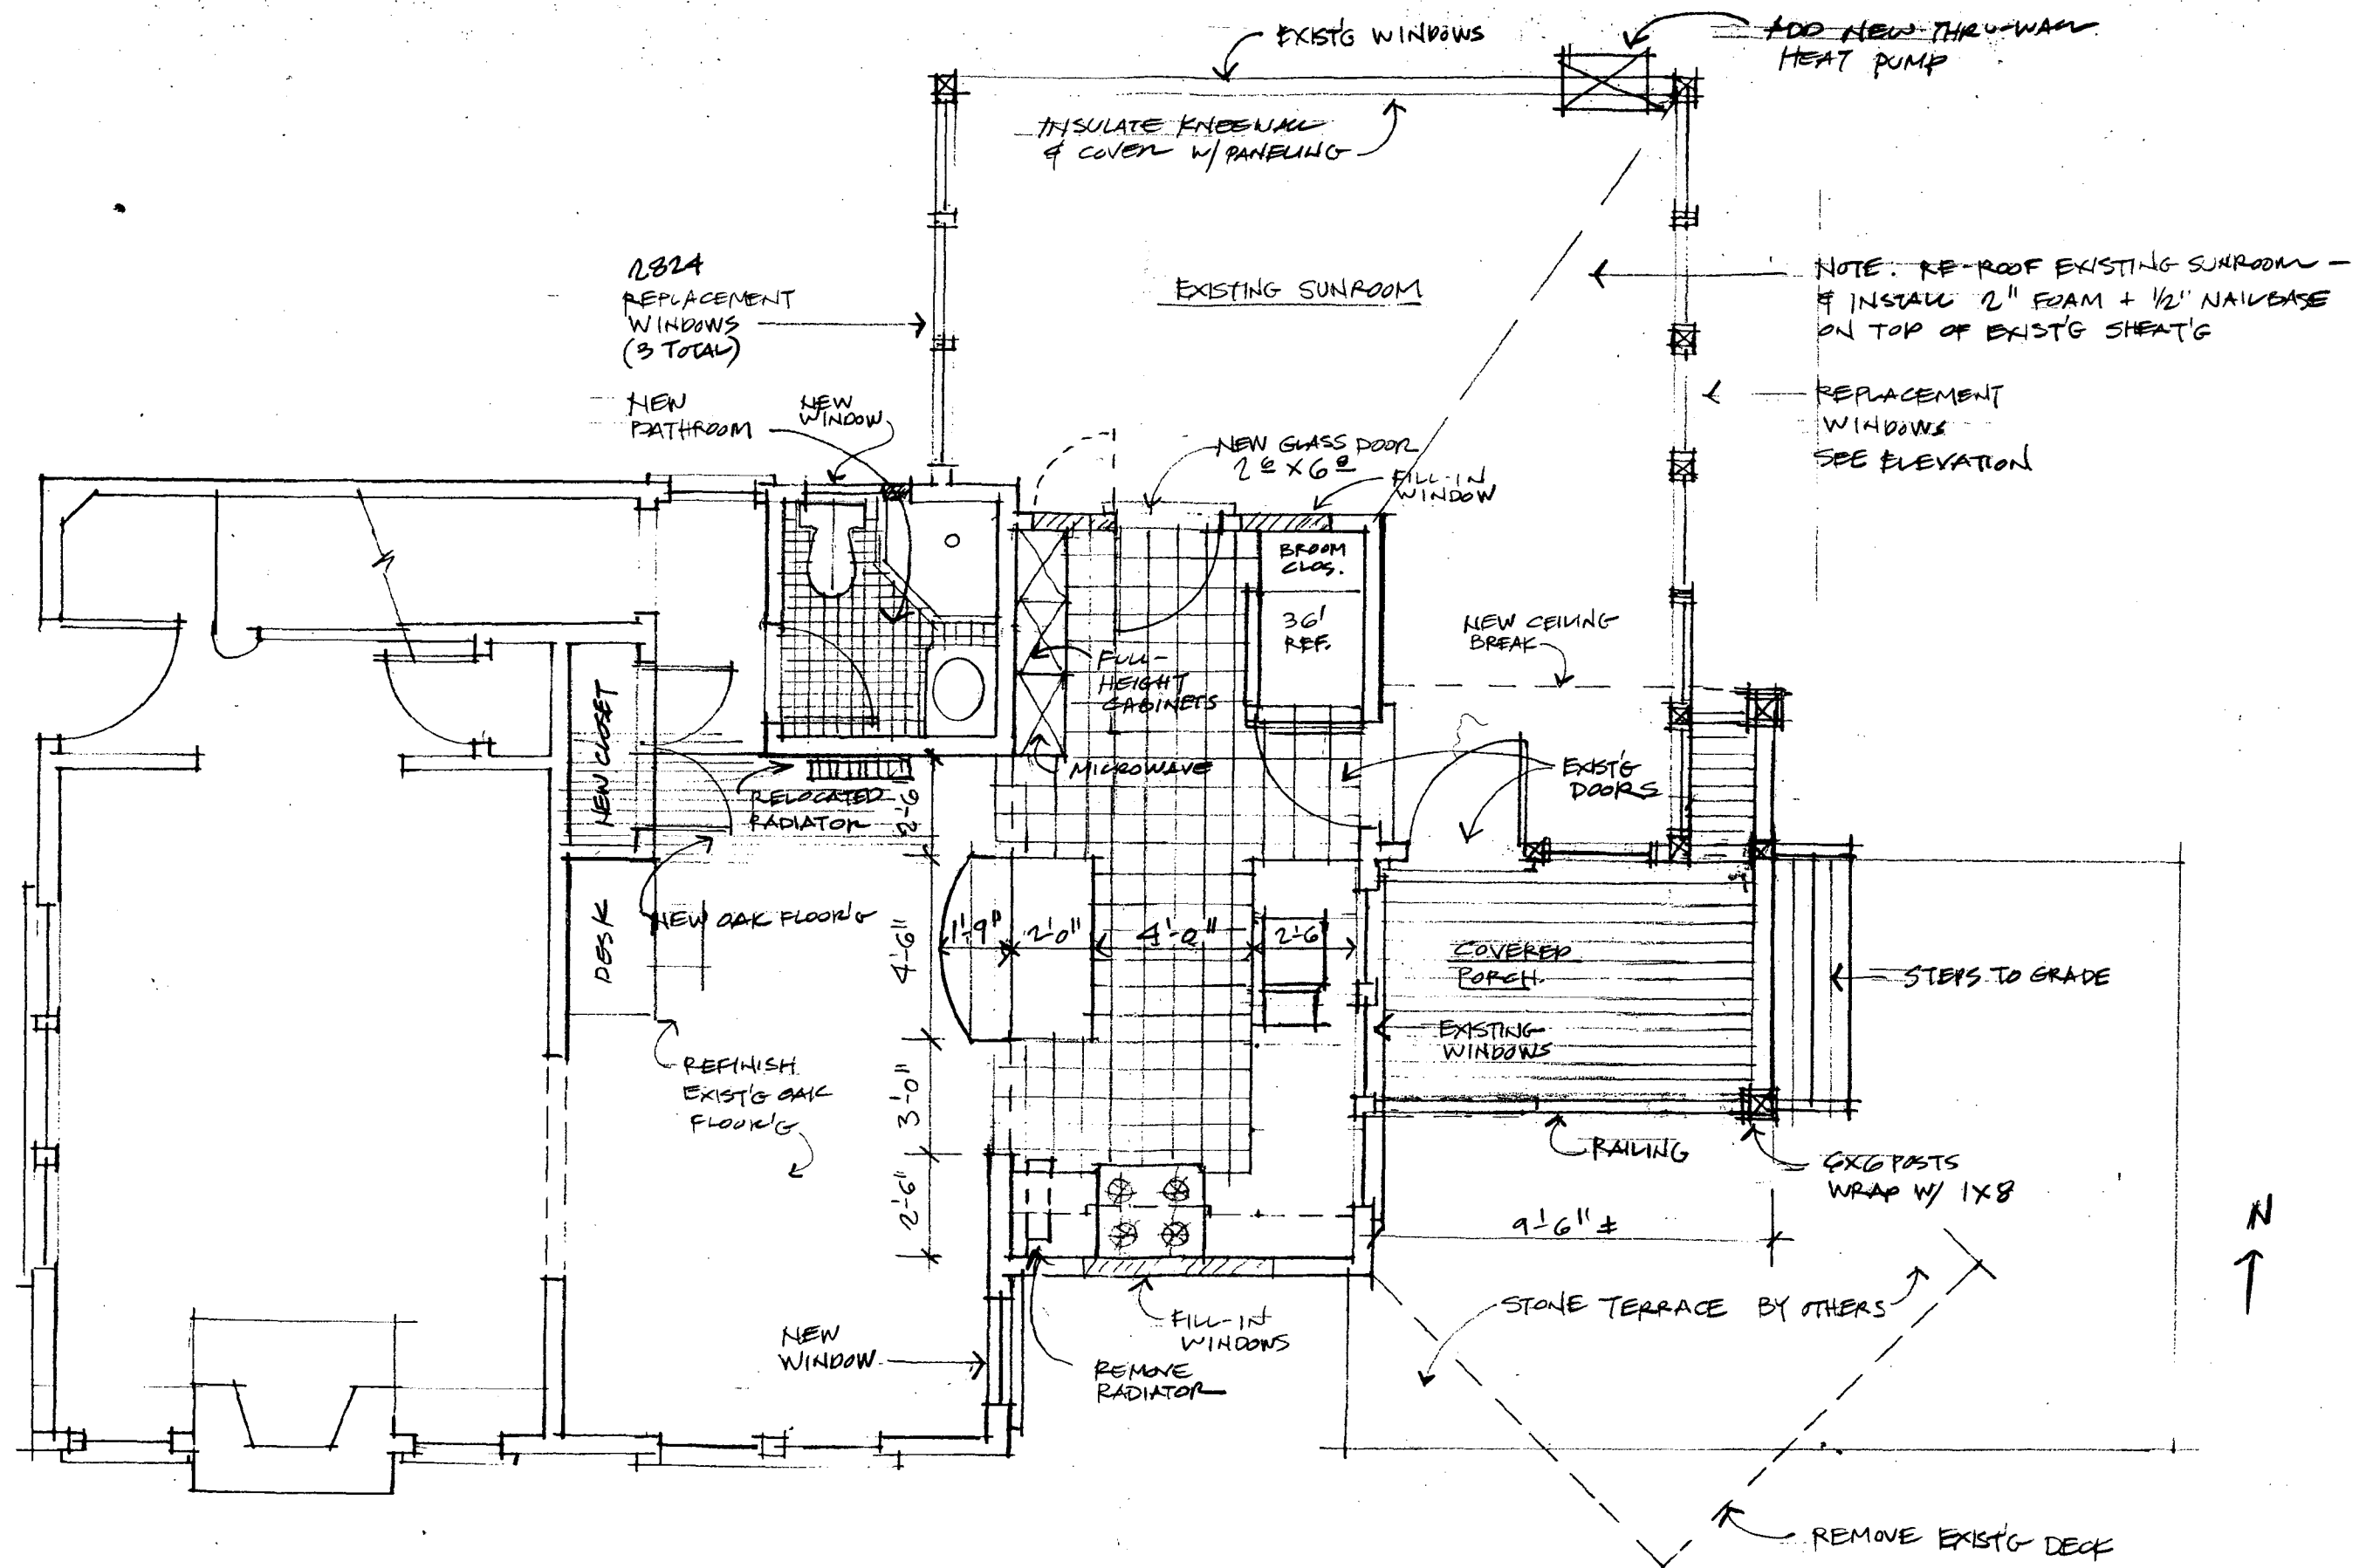 EXIST'G WINDOWS
ADD NEW THRU-WALL
HEAT PUMP
INSULATE KNEEWALL
& COVER W/ PANELING
2824
REPLACEMENT
WINDOWS
(3 TOTAL)
EXISTING SUNROOM
NOTE: RE-ROOF EXISTING SUNROOM -
& INSTALL 2" FOAM + 1/2" NAILBASE
ON TOP OF EXIST'G SHEAT'G
NEW
BATHROOM
NEW
WINDOW
REPLACEMENT
WINDOWS
SEE ELEVATION
NEW GLASS DOOR
2⁶ X 6⁸
FILL-IN
WINDOW
BROOM
CLOS.
36'
REF.
NEW CEILING
BREAK
FULL-
HEIGHT
CABINETS
NEW CLOSET
MICROWAVE
RELOCATED
RADIATOR
2'-6"
EXIST'G
DOORS
NEW OAK FLOOR'G
DESK
4'-6"
1'-9"
2'-0"
4'-0"
2'-6"
COVERED
PORCH
STEPS TO GRADE
EXISTING
WINDOWS
REFINISH
EXIST'G OAK
FLOOR'G
3'-0"
RAILING
6X6 POSTS
WRAP W/ 1X8
2'-6"
9'-6" ±
N
STONE TERRACE BY OTHERS
FILL-IN
WINDOWS
NEW
WINDOW
REMOVE
RADIATOR
REMOVE EXIST'G DECK